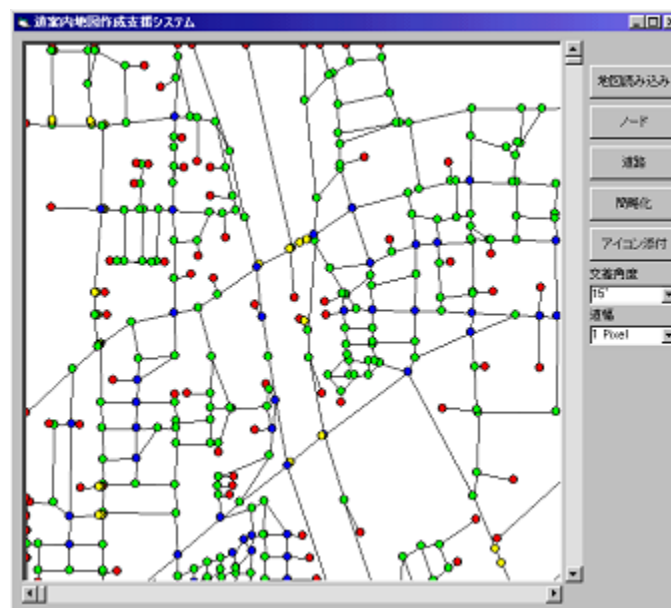 道案内地図作成支援システム
地図読み込み
ノード
道路
簡略化
アイコン添付
交差角度
15°
道幅
1 Pixel